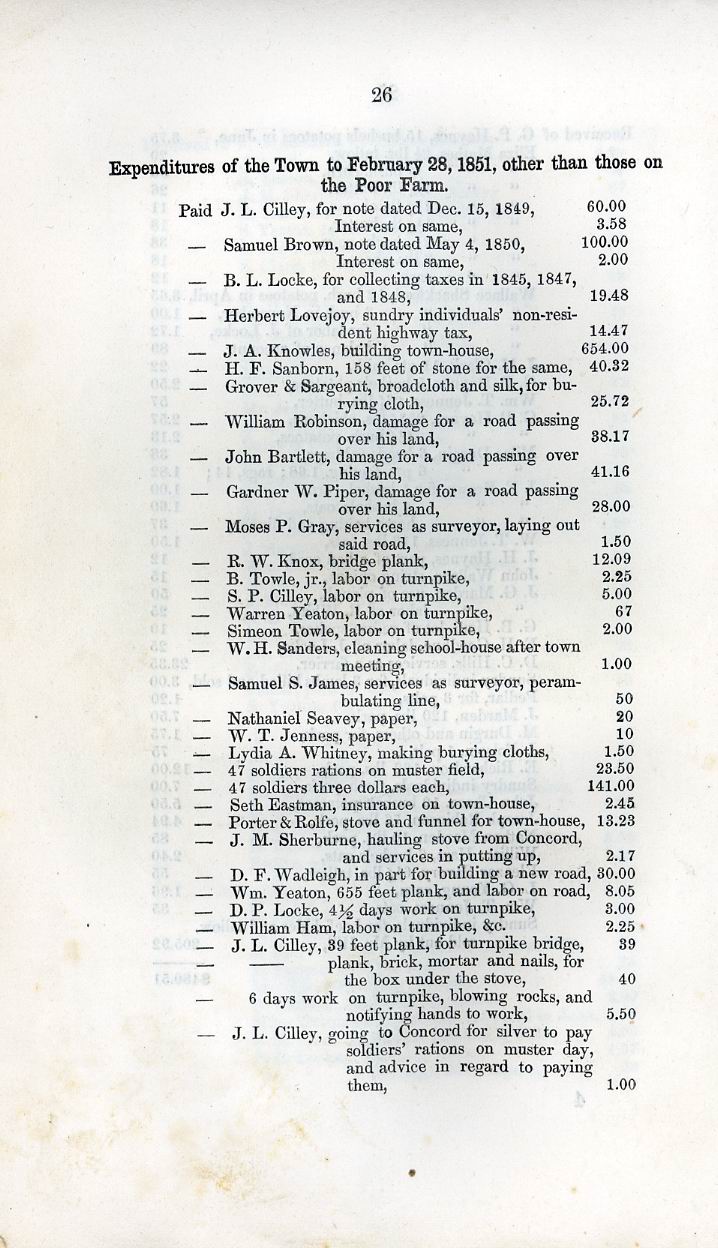 26
Expenditures of the Town to February 28, 1851, other than those on
the Poor Farm.
Paid J. L. Cilley, for note dated Dec. 15, 1849, 60.00
Interest on same, 3.58
— Samuel Brown, note dated May 4, 1850, 100.00
Interest on same, 2.00
— B. L. Locke, for collecting taxes in 1845, 1847,
and 1848, 19.48
— Herbert Lovejoy, sundry individuals' non-resi-
dent highway tax, 14.47
— J. A. Knowles, building town-house, 654.00
— H. F. Sanborn, 158 feet of stone for the same, 40.32
— Grover & Sargeant, broadcloth and silk, for bu-
rying cloth, 25.72
— William Robinson, damage for a road passing
over his land, 38.17
— John Bartlett, damage for a road passing over
his land, 41.16
— Gardner W. Piper, damage for a road passing
over his land, 28.00
— Moses P. Gray, services as surveyor, laying out
said road, 1.50
— R. W. Knox, bridge plank, 12.09
— B. Towle, jr., labor on turnpike, 2.25
— S. P. Cilley, labor on turnpike, 5.00
— Warren Yeaton, labor on turnpike, 67
— Simeon Towle, labor on turnpike, 2.00
— W. H. Sanders, cleaning school-house after town
meeting, 1.00
— Samuel S. James, services as surveyor, peram-
bulating line, 50
— Nathaniel Seavey, paper, 20
— W. T. Jenness, paper, 10
— Lydia A. Whitney, making burying cloths, 1.50
— 47 soldiers rations on muster field, 23.50
— 47 soldiers three dollars each, 141.00
— Seth Eastman, insurance on town-house, 2.45
— Porter & Rolfe, stove and funnel for town-house, 13.23
— J. M. Sherburne, hauling stove from Concord,
and services in putting up, 2.17
— D. F. Wadleigh, in part for building a new road, 30.00
— Wm. Yeaton, 655 feet plank, and labor on road, 8.05
— D. P. Locke, 4½ days work on turnpike, 3.00
— William Ham, labor on turnpike, &c. 2.25
— J. L. Cilley, 39 feet plank, for turnpike bridge, 39
— —— plank, brick, mortar and nails, for
the box under the stove, 40
— 6 days work on turnpike, blowing rocks, and
notifying hands to work, 5.50
— J. L. Cilley, going to Concord for silver to pay
soldiers' rations on muster day,
and advice in regard to paying
them, 1.00